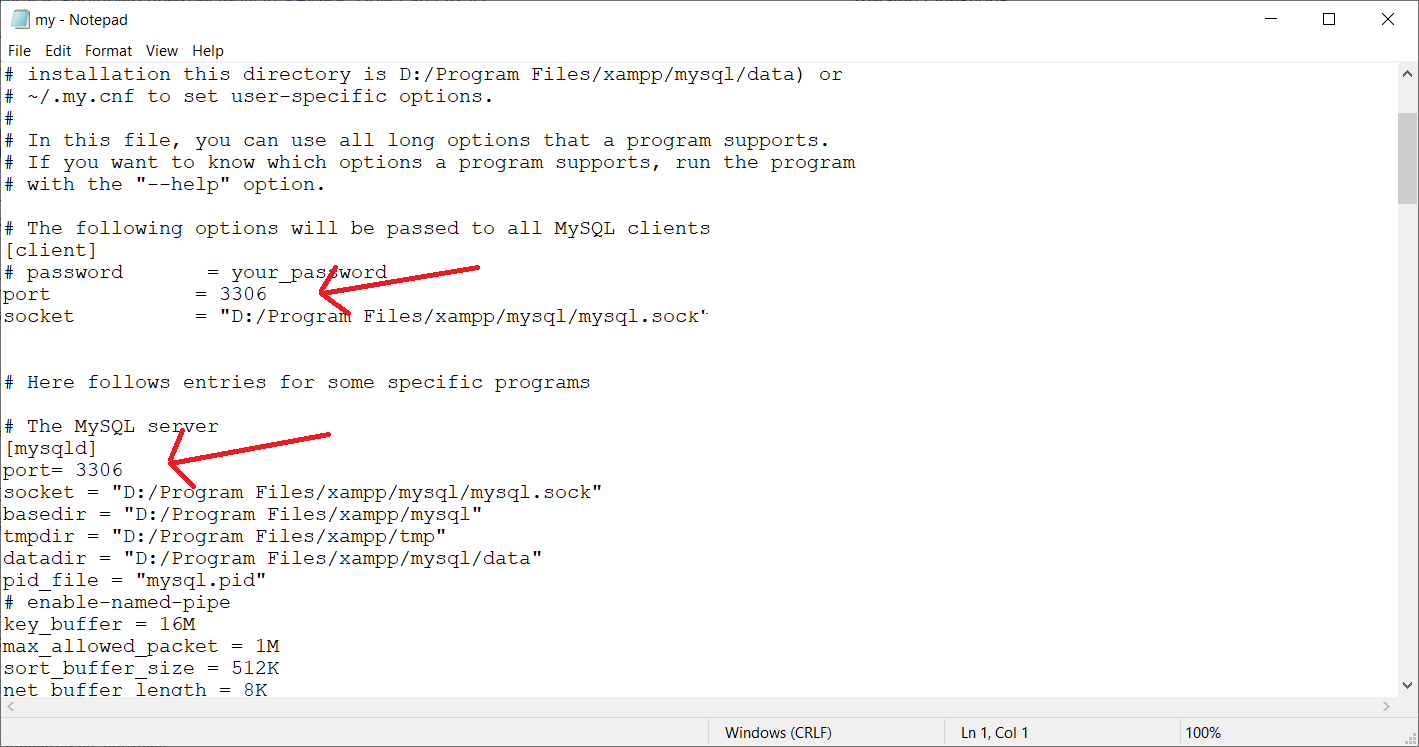 my - Notepad
File Edit Format View Help
# installation this directory is D:/Program Files/xampp/mysql/data) or
# ~/.my.cnf to set user-specific options.
#
# In this file, you can use all long options that a program supports.
# If you want to know which options a program supports, run the program
# with the "--help" option.
# The following options will be passed to all MySQL clients
[client]
# password       = your_password
port            = 3306
socket          = "D:/Program Files/xampp/mysql/mysql.sock"
# Here follows entries for some specific programs
# The MySQL server
[mysqld]
port= 3306
socket = "D:/Program Files/xampp/mysql/mysql.sock"
basedir = "D:/Program Files/xampp/mysql"
tmpdir = "D:/Program Files/xampp/tmp"
datadir = "D:/Program Files/xampp/mysql/data"
pid_file = "mysql.pid"
# enable-named-pipe
key_buffer = 16M
max_allowed_packet = 1M
sort_buffer_size = 512K
net_buffer_length = 8K
Windows (CRLF) Ln 1, Col 1 100%